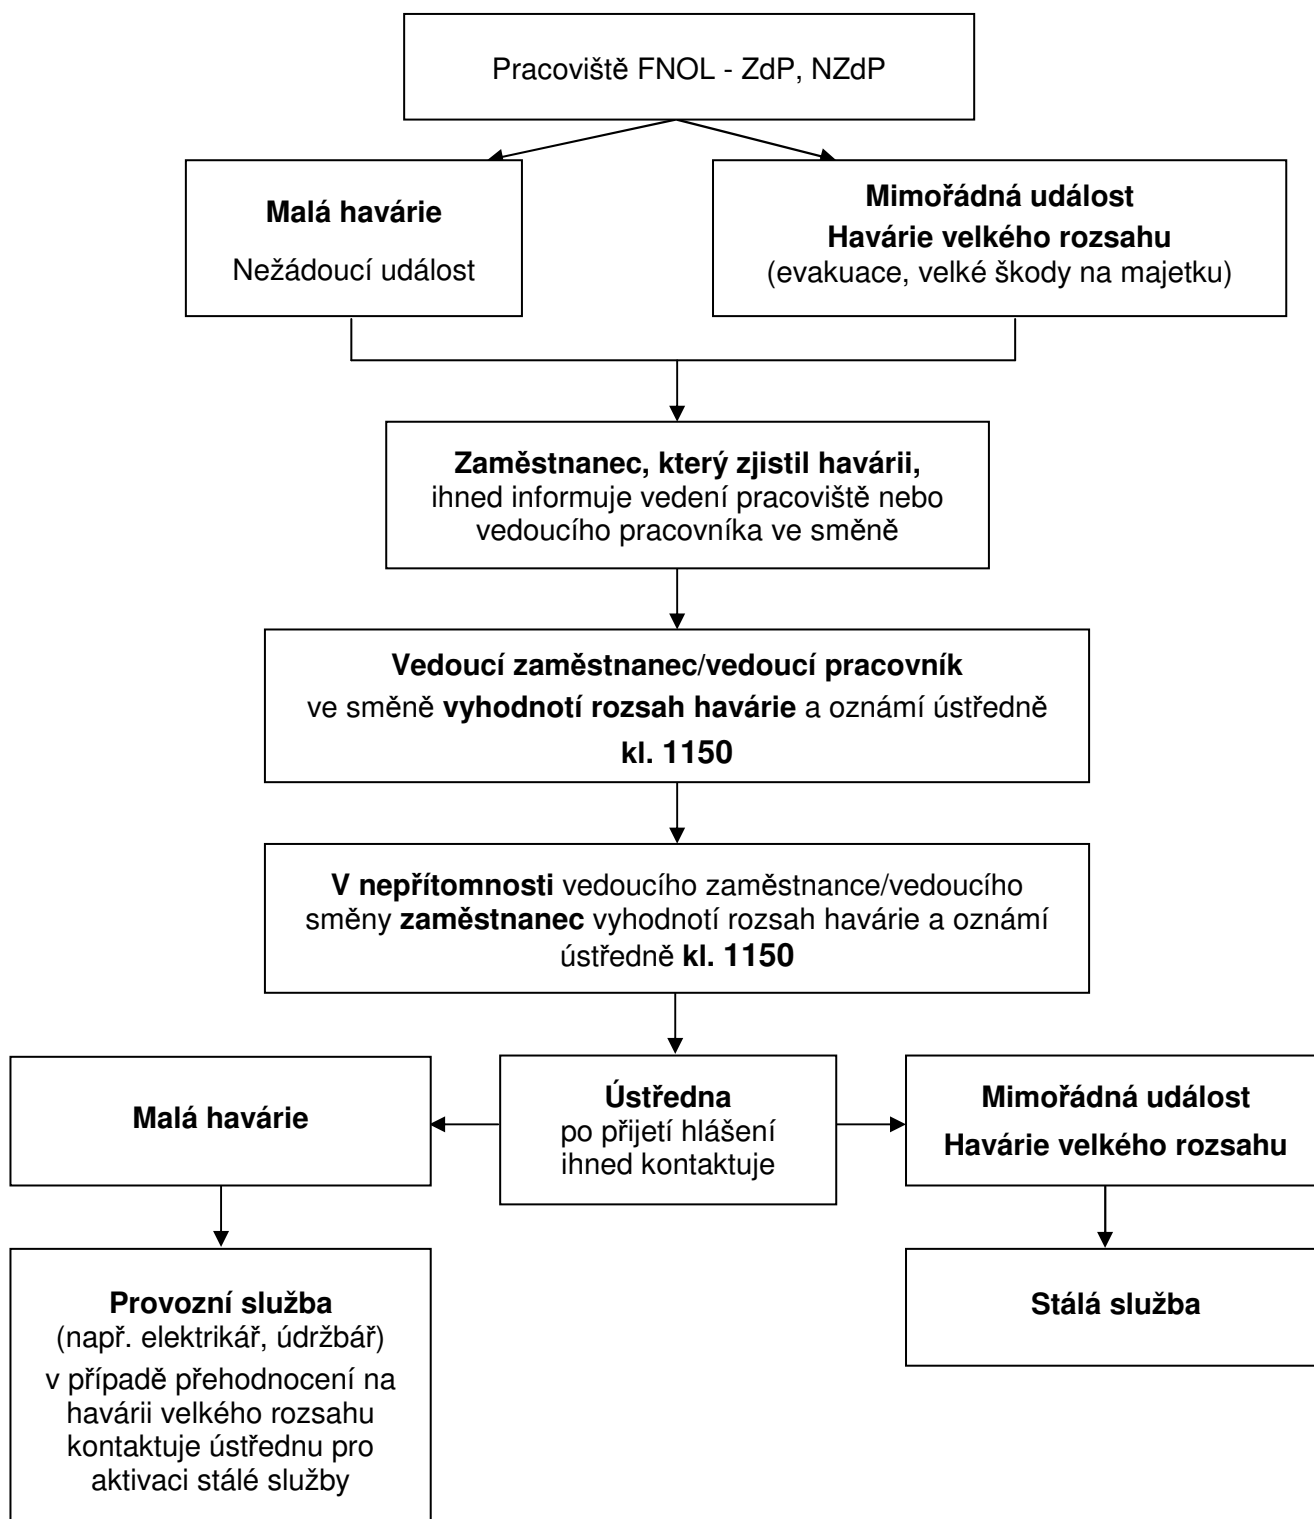 Pracoviště FNOL - ZdP, NZdP
Malá havárie
Nežádoucí událost
Mimořádná událost
Havárie velkého rozsahu
(evakuace, velké škody na majetku)
Zaměstnanec, který zjistil havárii,
ihned informuje vedení pracoviště nebo
vedoucího pracovníka ve směně
Vedoucí zaměstnanec/vedoucí pracovník
ve směně vyhodnotí rozsah havárie a oznámí ústředně
kl. 1150
V nepřítomnosti vedoucího zaměstnance/vedoucího
směny zaměstnanec vyhodnotí rozsah havárie a oznámí
ústředně kl. 1150
Malá havárie
Ústředna
po přijetí hlášení
ihned kontaktuje
Mimořádná událost
Havárie velkého rozsahu
Provozní služba
(např. elektrikář, údržbář)
v případě přehodnocení na
havárii velkého rozsahu
kontaktuje ústřednu pro
aktivaci stálé služby
Stálá služba